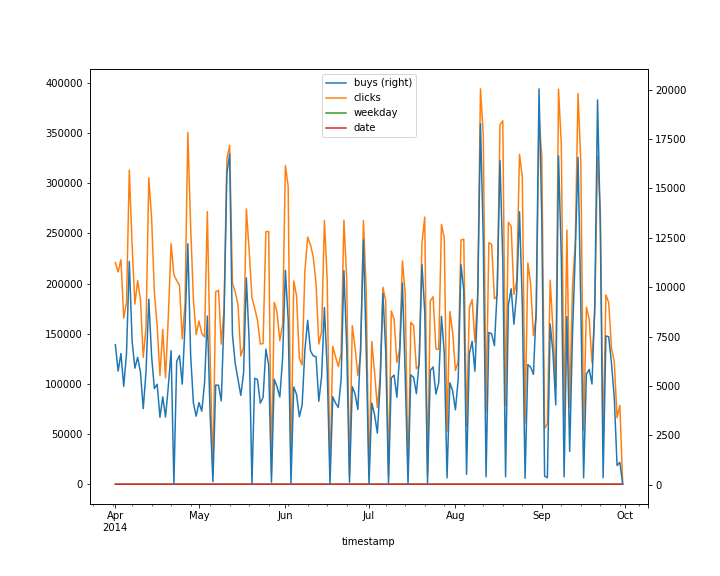 buys (right)
clicks
weekday
date
400000
350000
300000
250000
200000
150000
100000
50000
0
20000
17500
15000
12500
10000
7500
5000
2500
0
Apr
2014
May
Jun
Jul
Aug
Sep
Oct
timestamp